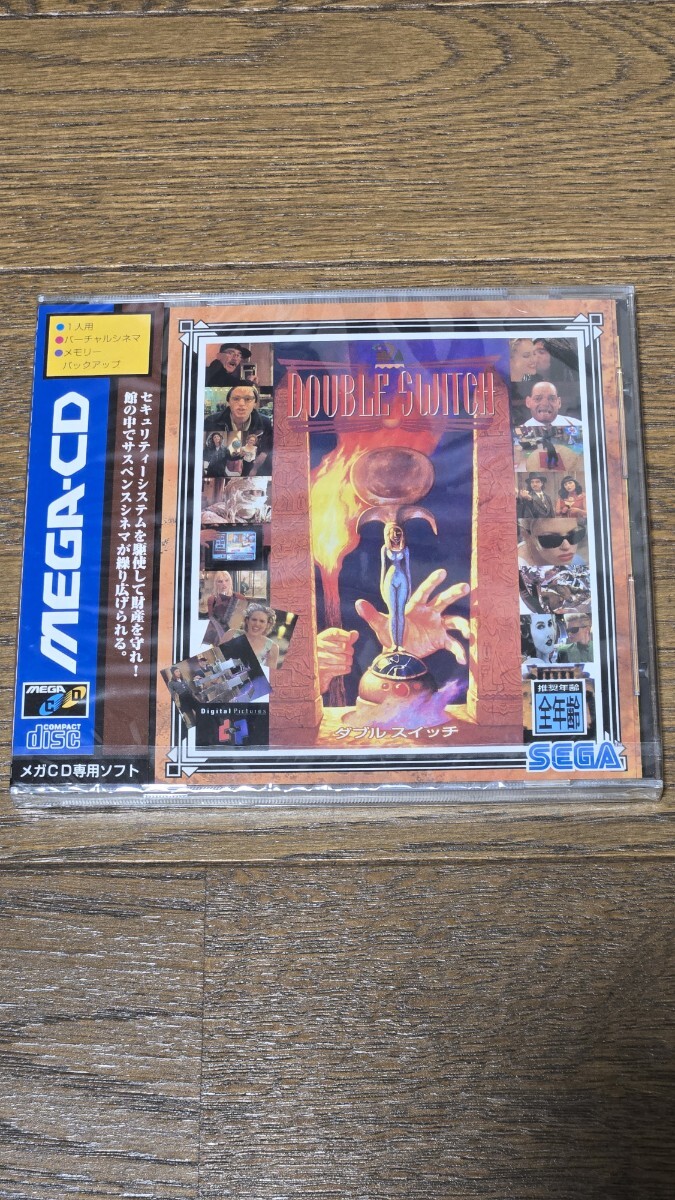 ●1人用
●バーチャルシネマ
●メモリー
バックアップ
MEGA-CD
セキュリティーシステムを駆使して財産を守れ!
館の中でサスペンスシネマが繰り広げられる。
MEGA
CD
COMPACT
disc
メガCD専用ソフト
DOUBLE SWITCH
Digital Pictures
ダブル スイッチ
推奨年齢
全年齢
SEGA